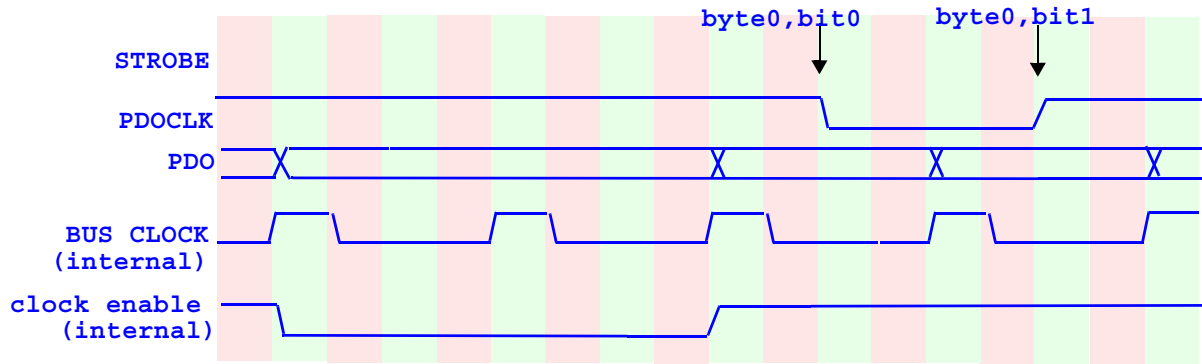 byte0,bit0 byte0,bit1
STROBE
PDOCLK
PDO
BUS CLOCK
(internal)
clock enable
(internal)